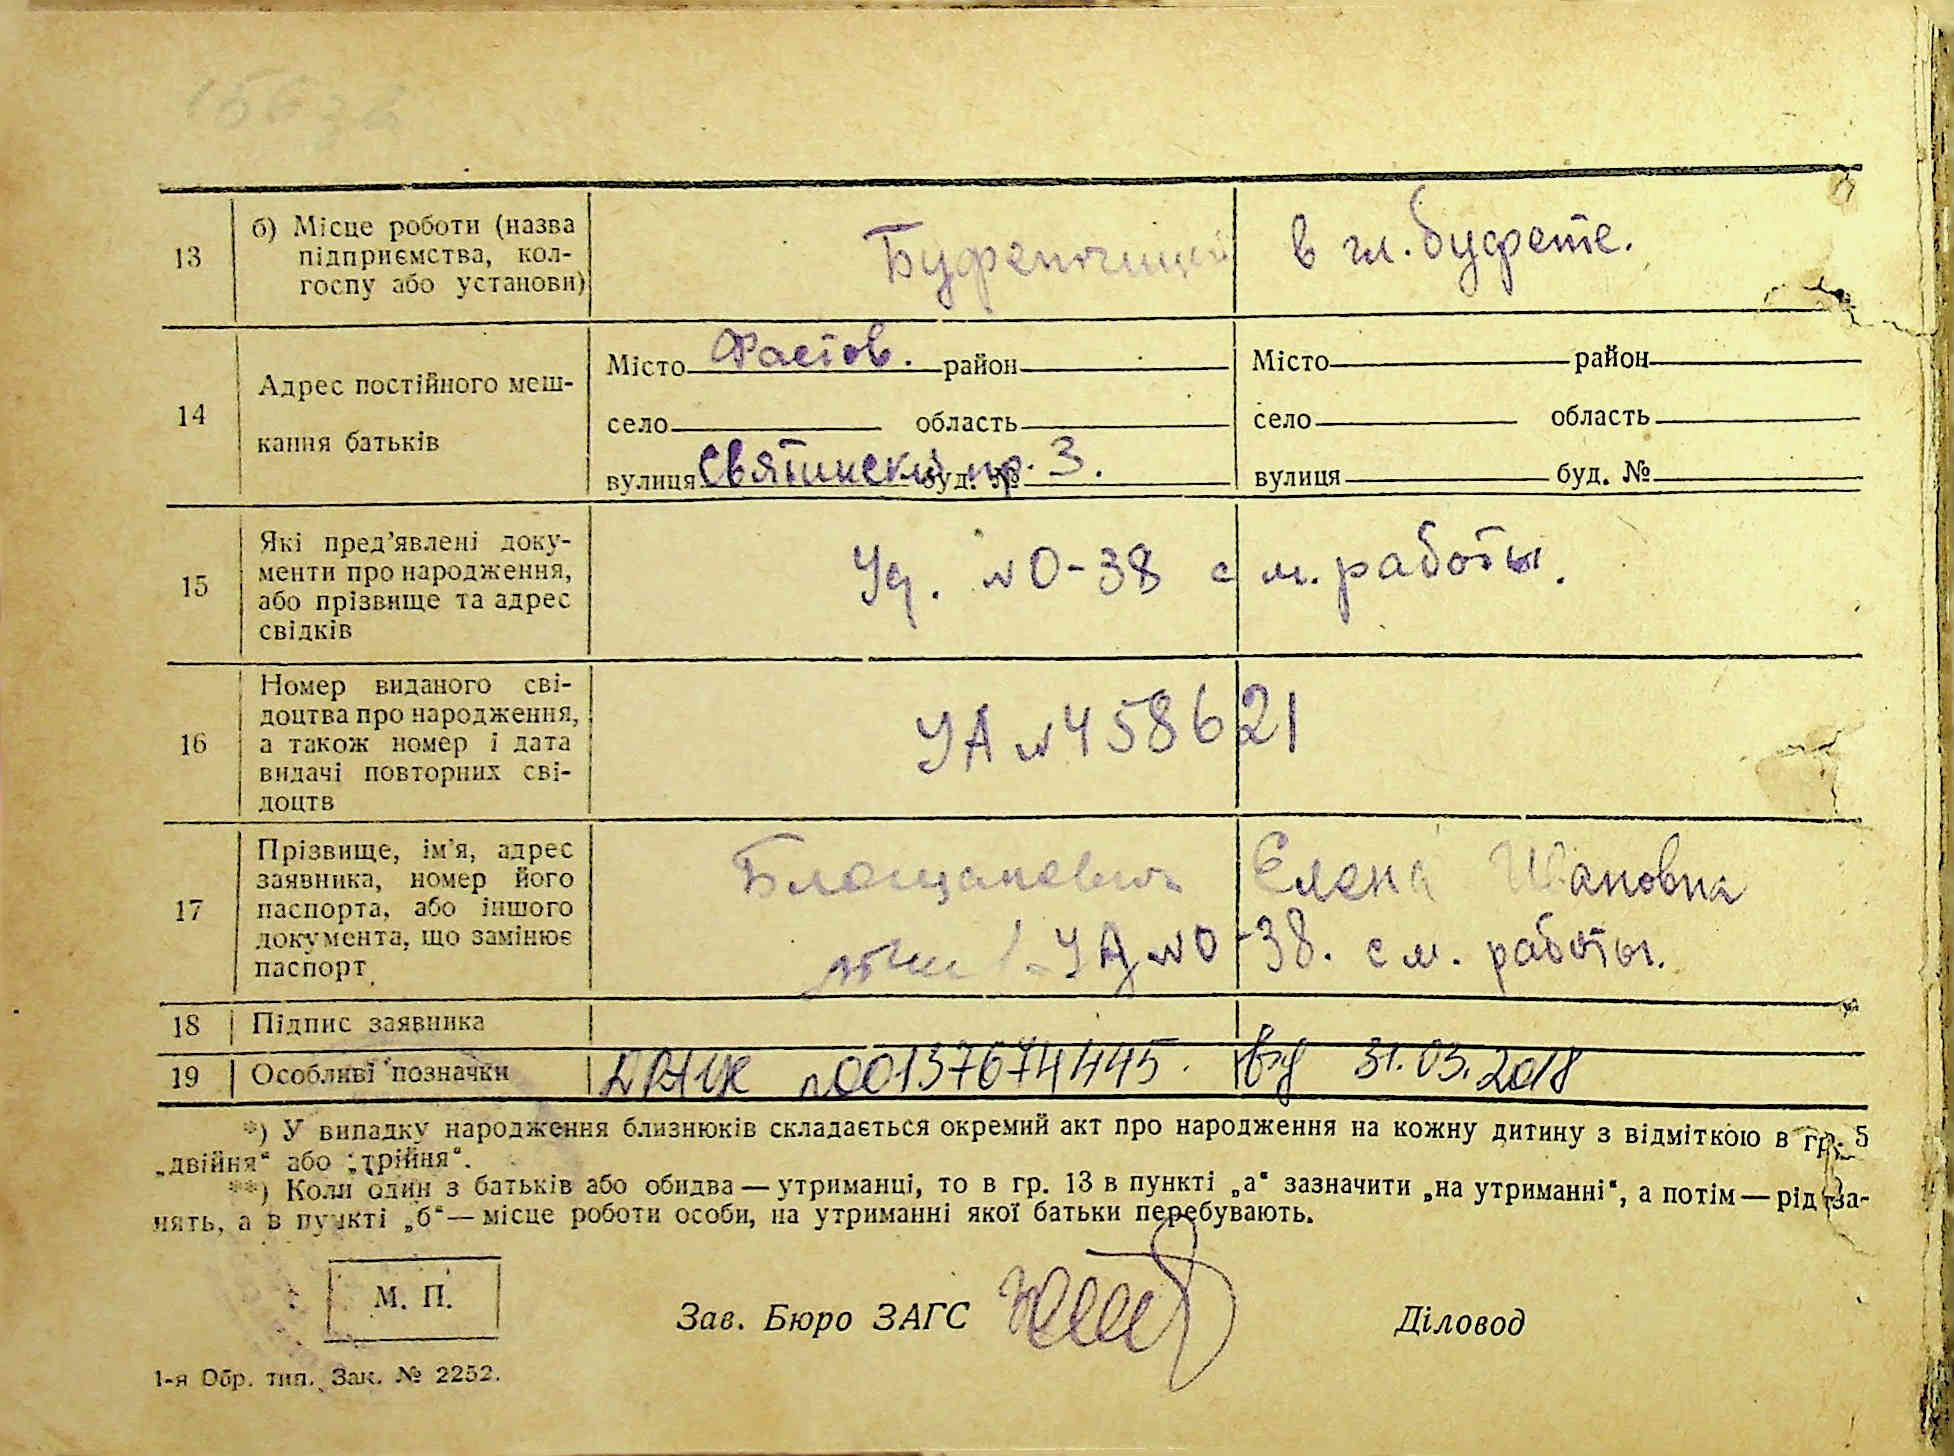 13
б) Місце роботи (назва
підприємства, кол-
госпу або установи)
Буфетчицей в гл. буфете.
14
Адрес постійного меш-
кання батьків
Місто Фастов. район
село область
вулиця Святинский пр. 3. буд. №
Місто район
село область
вулиця буд. №
15
Які пред’явлені доку-
менти про народження,
або прізвище та адрес
свідків
Уд. №0-38 с м. работы.
16
Номер виданого сві-
доцтва про народження,
а також номер і дата
видачі повторних сві-
доцтв
УА №458621
17
Прізвище, ім’я, адрес
заявника, номер його
паспорта, або іншого
документа, що замінює
паспорт
Елена
УД №0-38. с м. работы.
18 Підпис заявника
19 Особливі позначки
№00137674445. від 31.03.2018
*) У випадку народження близнюків складається окремий акт про народження на кожну дитину з відміткою в гр. 5
„двійня“ або „трійня“.
**) Коли один з батьків або обидва — утриманці, то в гр. 13 в пункті „а“ зазначити „на утриманні“, а потім — рід за-
нять, а в пункті „б“ — місце роботи особи, на утриманні якої батьки перебувають.
М. П.
Зав. Бюро ЗАГС
Діловод
1-я Обр. тип. Зак. № 2252.